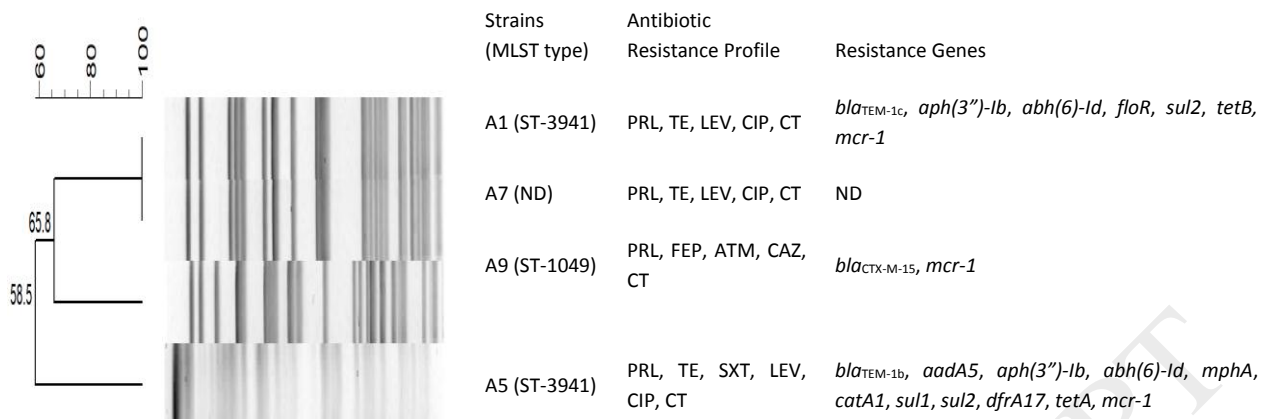 60 80 100
Strains Antibiotic
(MLST type) Resistance Profile Resistance Genes
A1 (ST-3941) PRL, TE, LEV, CIP, CT blaTEM-1c, aph(3”)-Ib, abh(6)-Id, floR, sul2, tetB,
mcr-1
A7 (ND) PRL, TE, LEV, CIP, CT ND
65.8
A9 (ST-1049) PRL, FEP, ATM, CAZ, blaCTX-M-15, mcr-1
CT
58.5
A5 (ST-3941) PRL, TE, SXT, LEV, blaTEM-1b, aadA5, aph(3”)-Ib, abh(6)-Id, mphA,
CIP, CT catA1, sul1, sul2, dfrA17, tetA, mcr-1
PT